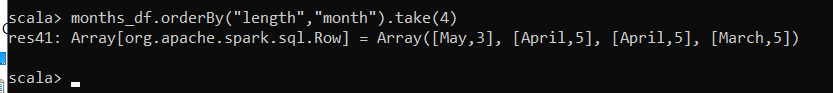 scala> months_df.orderBy("length","month").take(4)
res41: Array[org.apache.spark.sql.Row] = Array([May,3], [April,5], [April,5], [March,5])
scala>